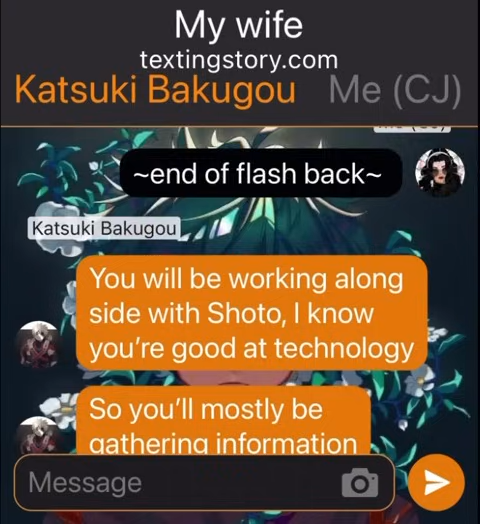 My wife
textingstory.com
Katsuki Bakugou Me (CJ)
~end of flash back~
Katsuki Bakugou
You will be working along
side with Shoto, I know
you're good at technology
So you'll mostly be
gathering information
Message